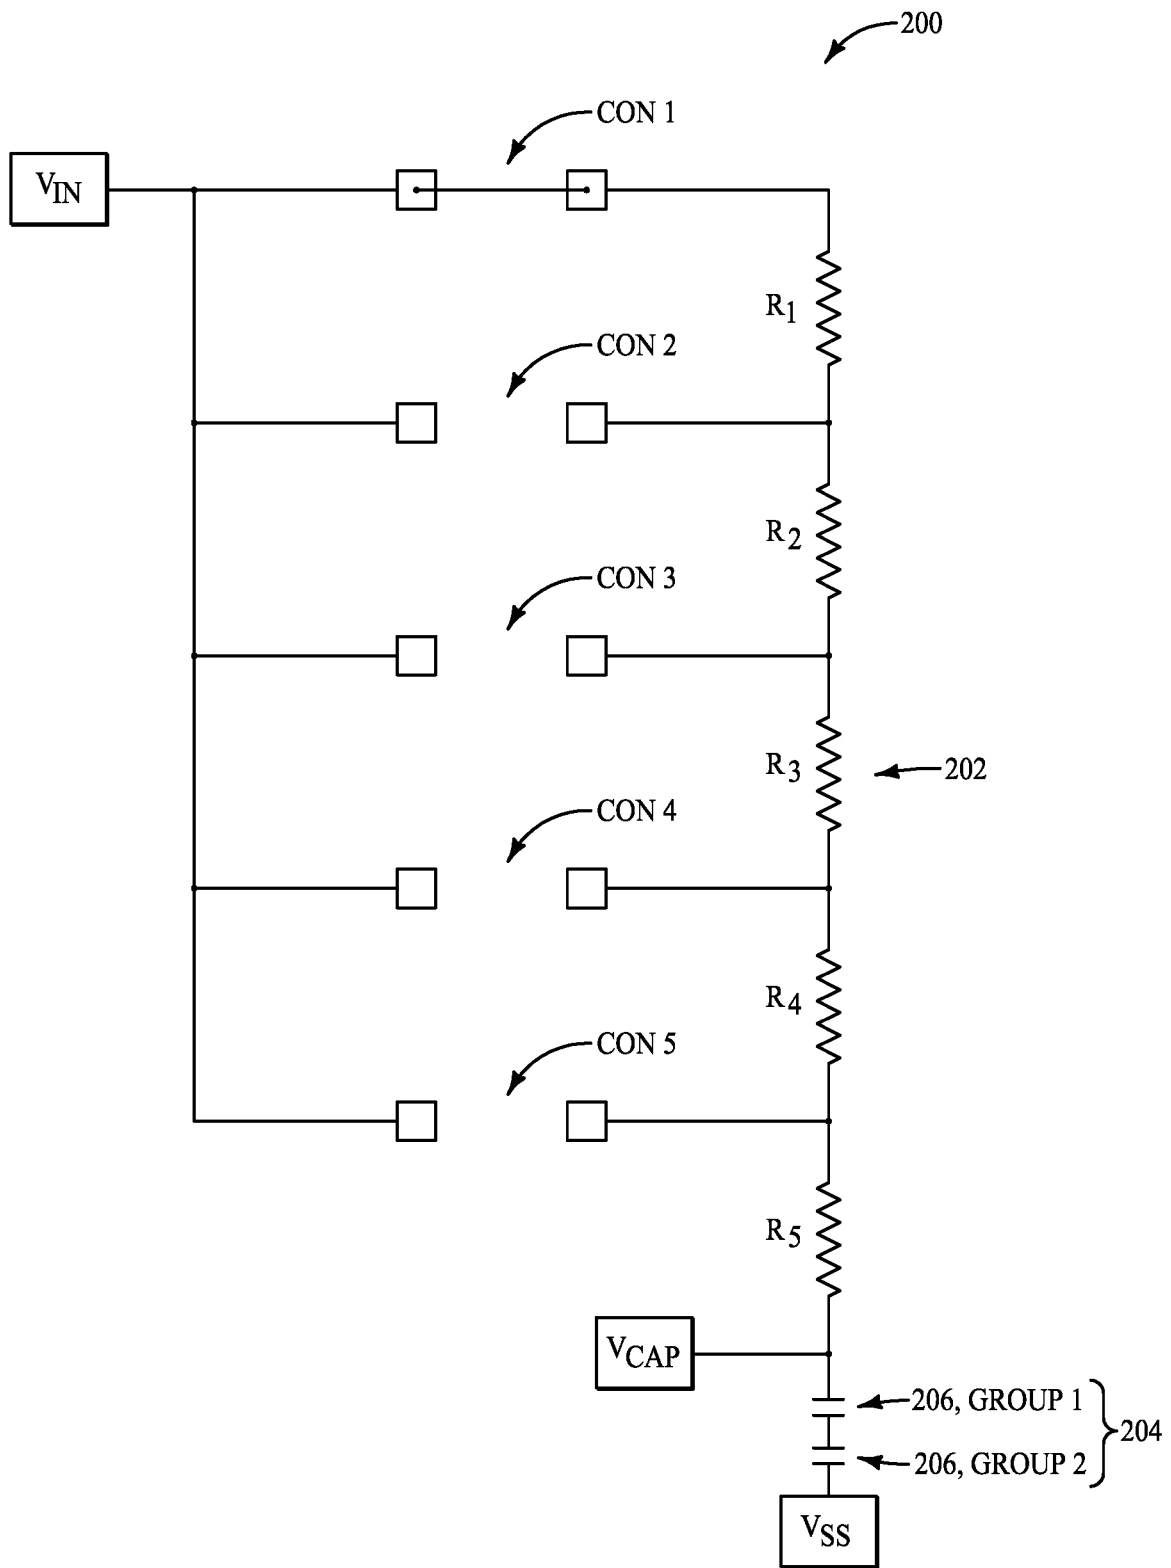 200
CON 1
VIN
R1
CON 2
R2
CON 3
R3
202
CON 4
R4
CON 5
R5
VCAP
206, GROUP 1
204
206, GROUP 2
VSS